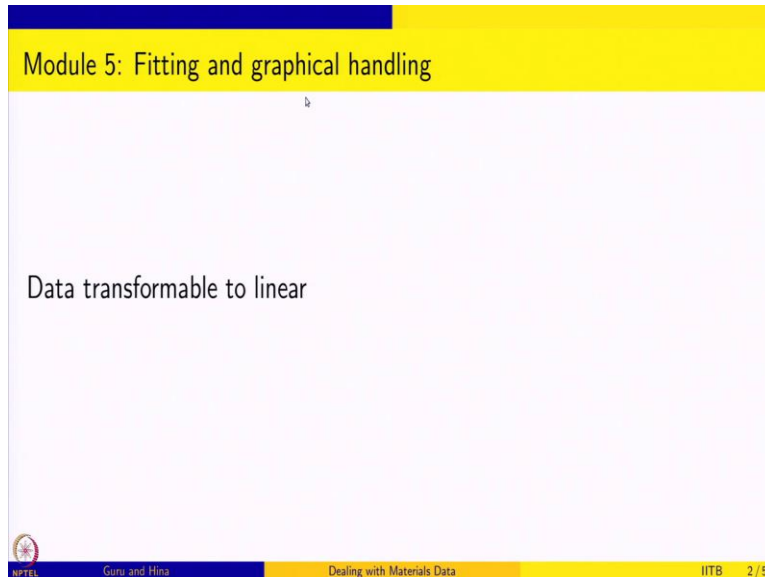 Module 5: Fitting and graphical handling
Data transformable to linear
NPTEL
Guru and Hina
Dealing with Materials Data
IITB
2 / 5